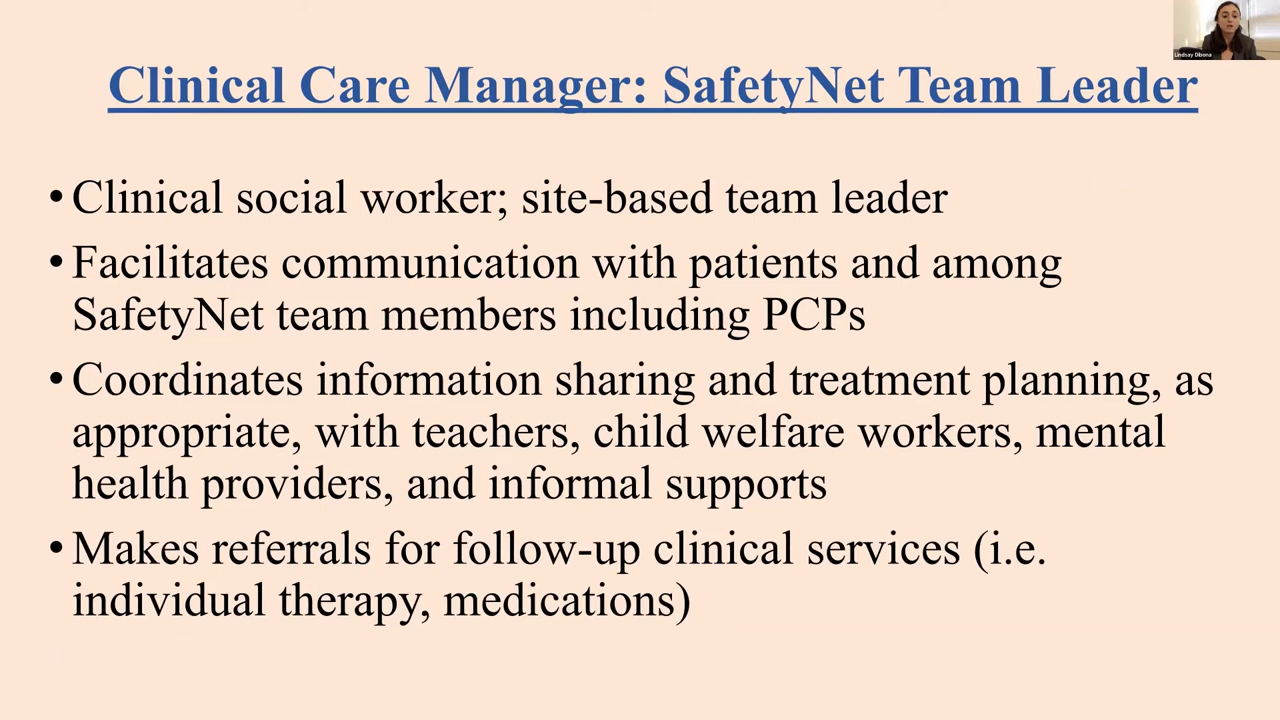 Lindsay Dibona
Clinical Care Manager: SafetyNet Team Leader
• Clinical social worker; site-based team leader
• Facilitates communication with patients and among
SafetyNet team members including PCPs
• Coordinates information sharing and treatment planning, as
appropriate, with teachers, child welfare workers, mental
health providers, and informal supports
• Makes referrals for follow-up clinical services (i.e.
individual therapy, medications)